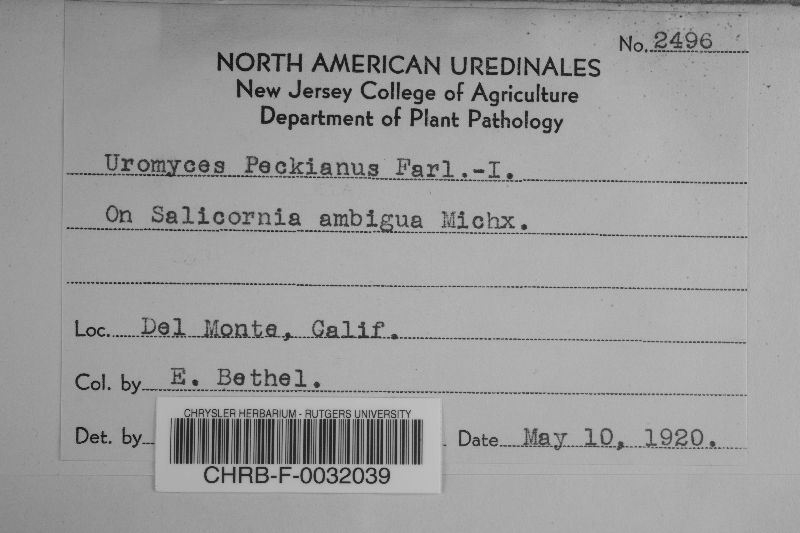 No. 2496
NORTH AMERICAN UREDINALES
New Jersey College of Agriculture
Department of Plant Pathology
Uromyces Peckianus Farl.-I.
On Salicornia ambigua Michx.
Loc. Del Monte, Calif.
Col. by E. Bethel.
Det. by
Date May 10, 1920.
CHRYSLER HERBARIUM - RUTGERS UNIVERSITY
CHRB-F-0032039